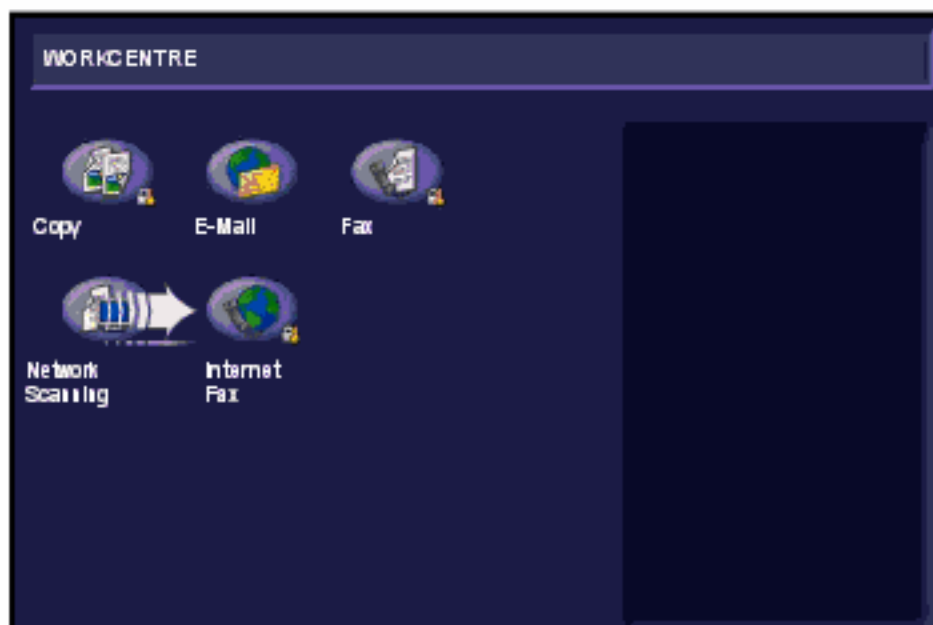 WORKCENTRE
Copy
E-Mail
Fax
Network
Scanning
Internet
Fax